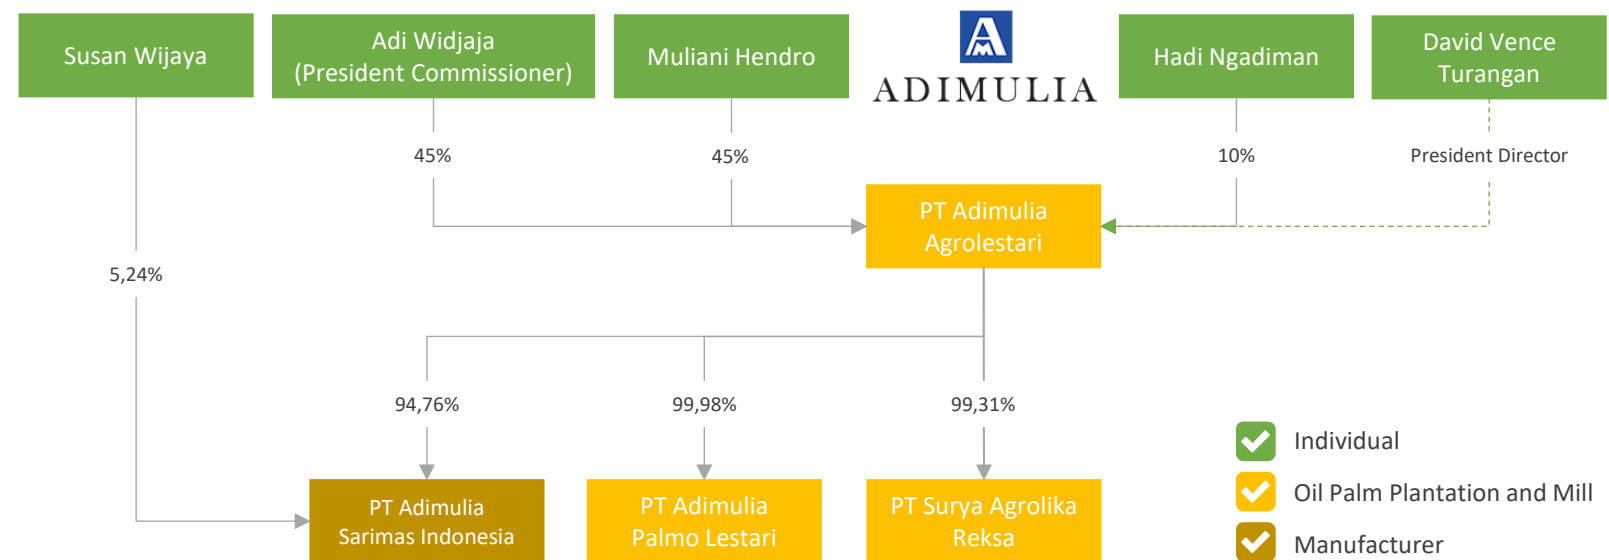 Susan Wijaya
Adi Widjaja
(President Commissioner)
Muliani Hendro
AM
ADIMULIA
Hadi Ngadiman
David Vence
Turangan
45%
45%
10%
President Director
PT Adimulia
Agrolestari
5,24%
94,76%
99,98%
99,31%
PT Adimulia
Sarimas Indonesia
PT Adimulia
Palmo Lestari
PT Surya Agrolika
Reksa
Individual
Oil Palm Plantation and Mill
Manufacturer